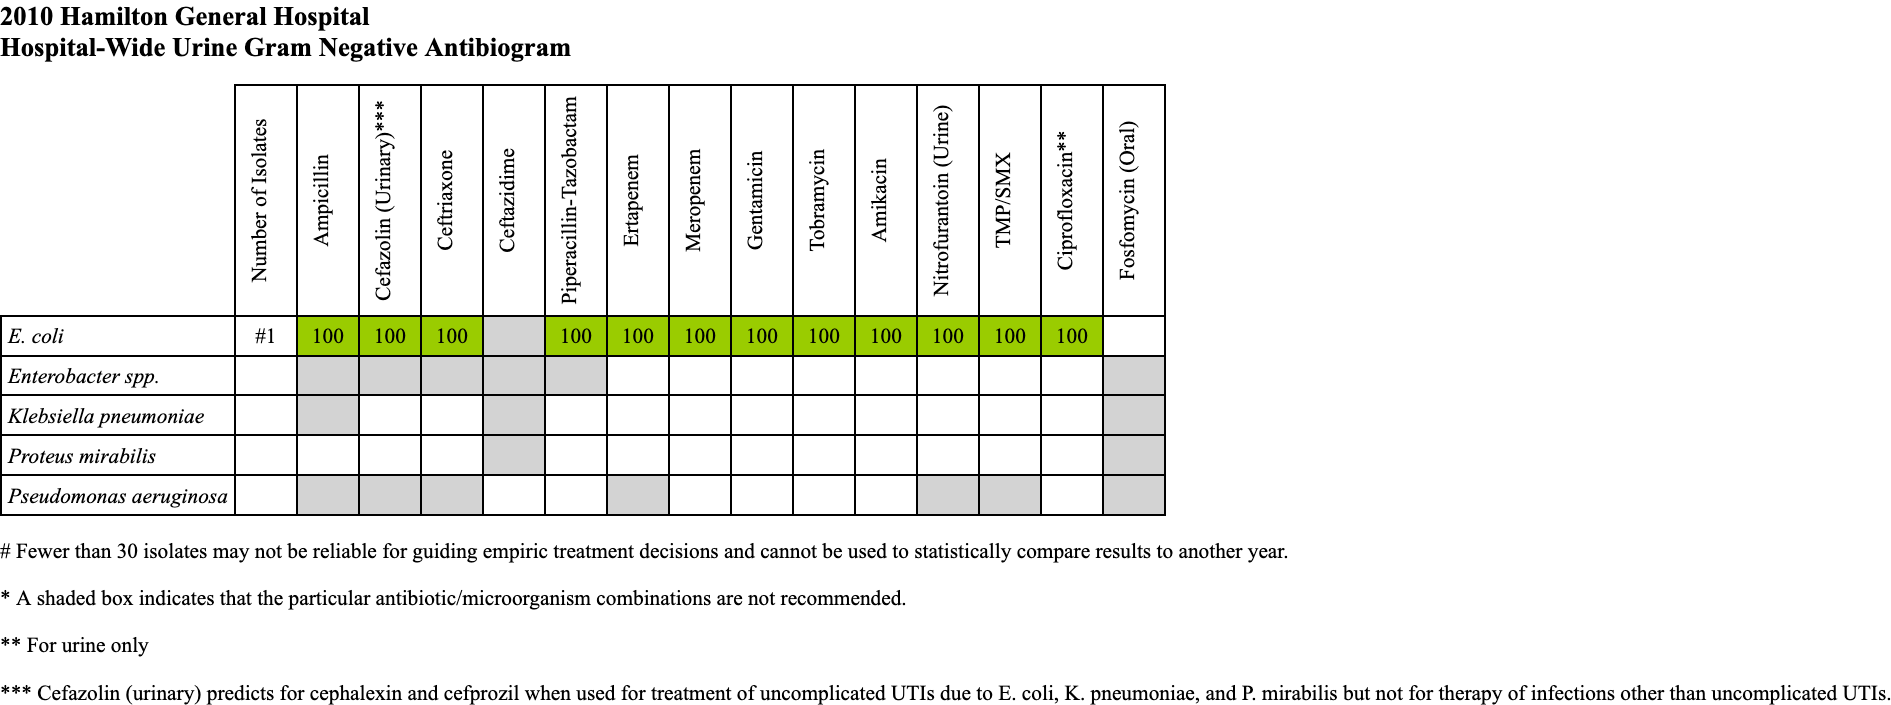 2010 Hamilton General Hospital
Hospital-Wide Urine Gram Negative Antibiogram
Number of Isolates
Ampicillin
Cefazolin (Urinary)***
Ceftriaxone
Ceftazidime
Piperacillin-Tazobactam
Ertapenem
Meropenem
Gentamicin
Tobramycin
Amikacin
Nitrofurantoin (Urine)
TMP/SMX
Ciprofloxacin**
Fosfomycin (Oral)
E. coli #1 100 100 100 100 100 100 100 100 100 100 100 100
Enterobacter spp.
Klebsiella pneumoniae
Proteus mirabilis
Pseudomonas aeruginosa
# Fewer than 30 isolates may not be reliable for guiding empiric treatment decisions and cannot be used to statistically compare results to another year.
* A shaded box indicates that the particular antibiotic/microorganism combinations are not recommended.
** For urine only
*** Cefazolin (urinary) predicts for cephalexin and cefprozil when used for treatment of uncomplicated UTIs due to E. coli, K. pneumoniae, and P. mirabilis but not for therapy of infections other than uncomplicated UTIs.